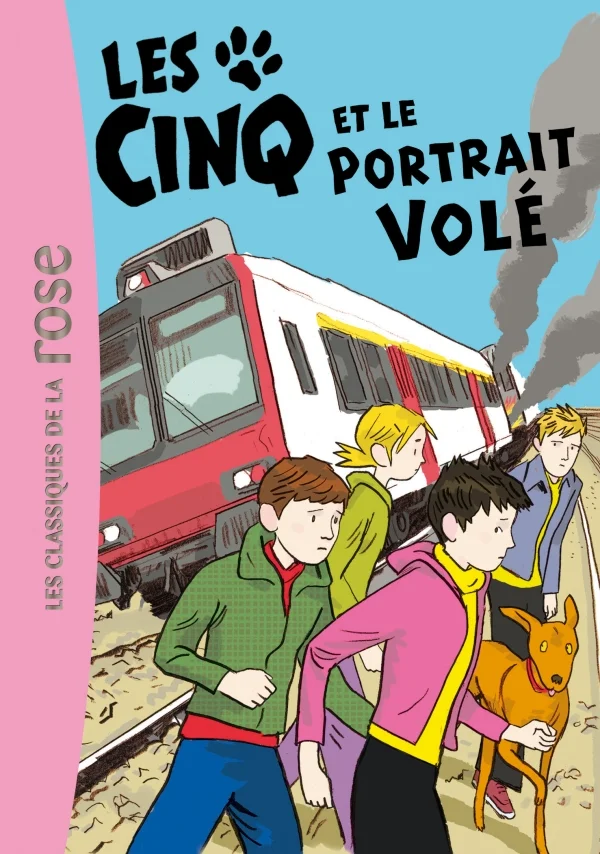 LES
CINQ
ET LE
PORTRAIT
VOLÉ
LES CLASSIQUES DE LA rose